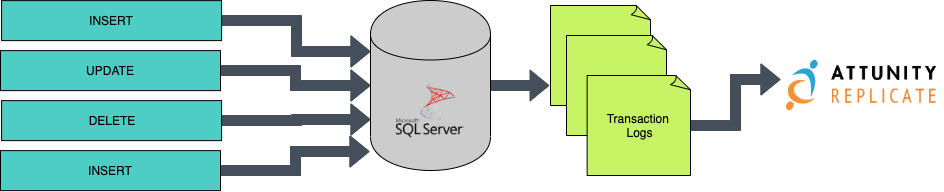 INSERT
UPDATE
DELETE
INSERT
Microsoft
SQL Server
Transaction
Logs
ATTUNITY
REPLICATE